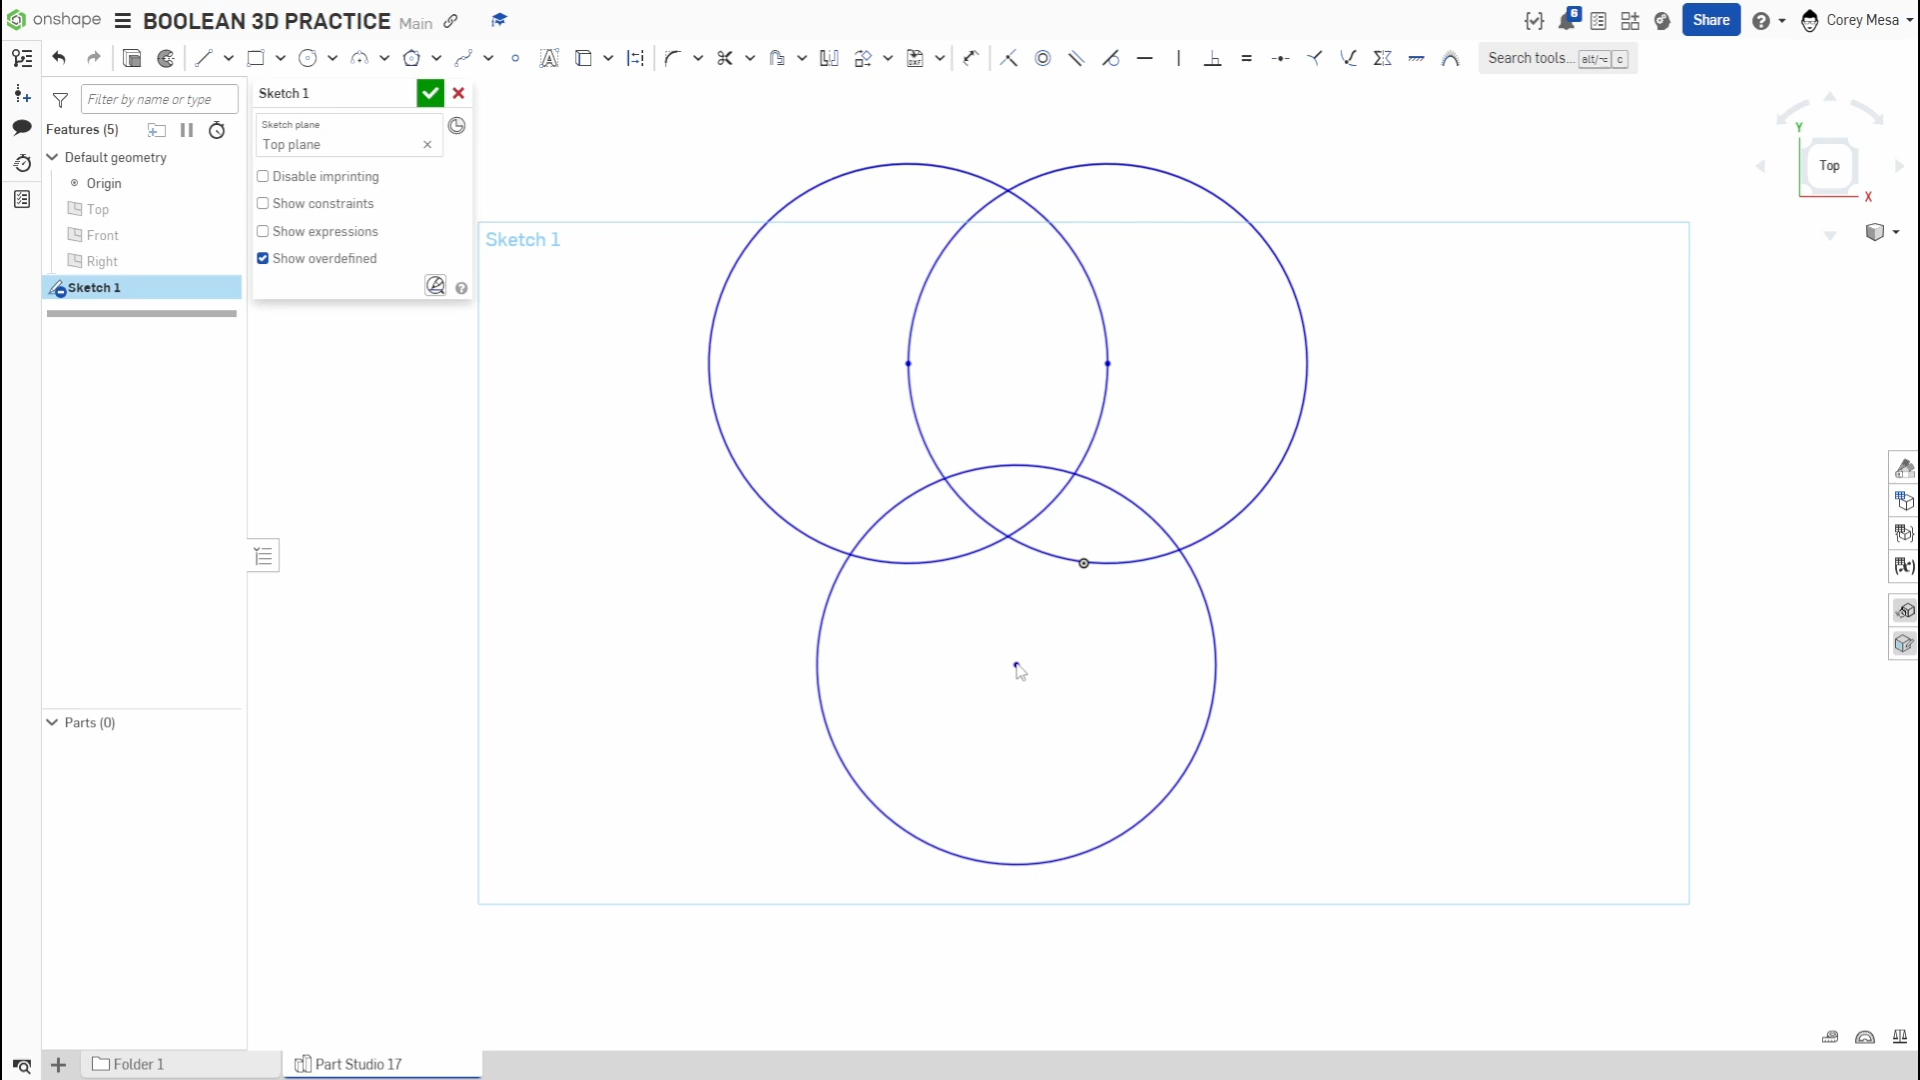 onshape
BOOLEAN 3D PRACTICE Main
6
Share
Corey Mesa
Search tools... alt/⌥ c
Filter by name or type
Features (5)
Default geometry
Origin
Top
Front
Right
Sketch 1
Parts (0)
Sketch 1
Sketch plane
Top plane
Disable imprinting
Show constraints
Show expressions
Show overdefined
Sketch 1
Y
Top
X
Folder 1
Part Studio 17